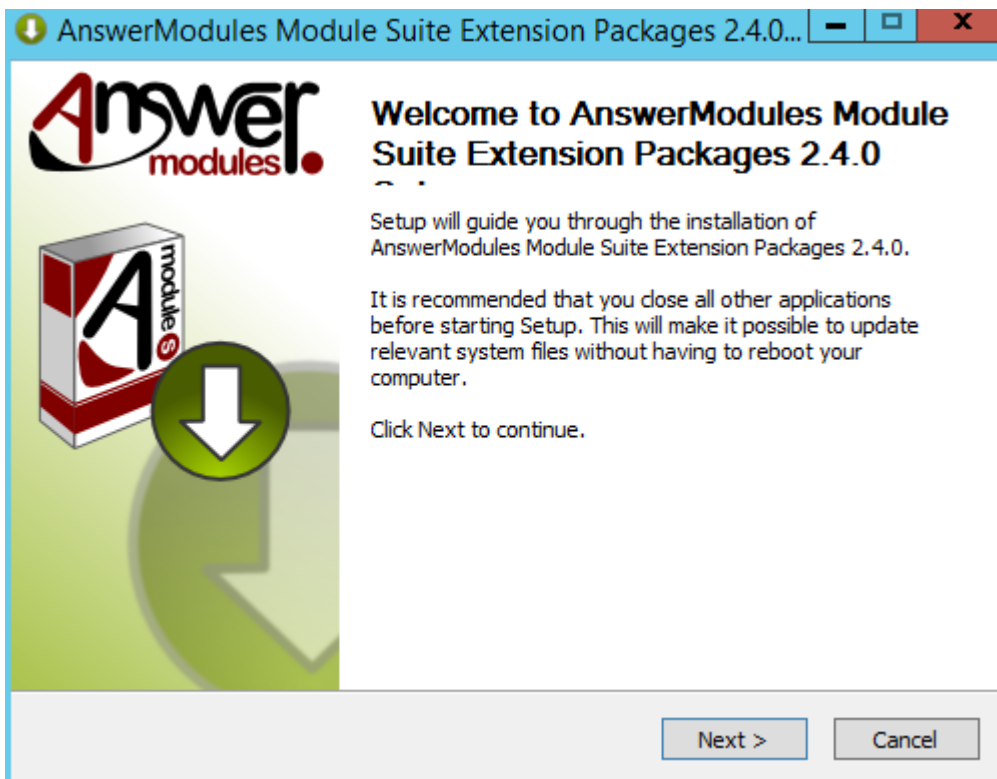 AnswerModules Module Suite Extension Packages 2.4.0...
Answer
modules
Welcome to AnswerModules Module
Suite Extension Packages 2.4.0
module s
A
Setup will guide you through the installation of
AnswerModules Module Suite Extension Packages 2.4.0.
It is recommended that you close all other applications
before starting Setup. This will make it possible to update
relevant system files without having to reboot your
computer.
Click Next to continue.
Next >
Cancel